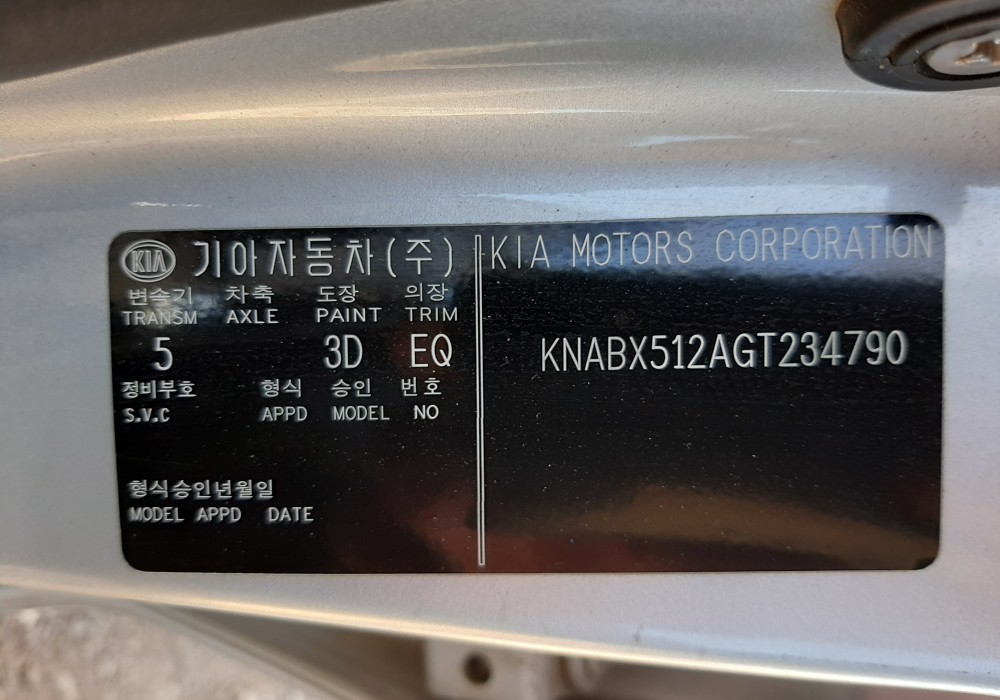 KIA 기아자동차(주)
변속기 차축 도장 의장
TRANSM AXLE PAINT TRIM
5 3D EQ
정비부호 형식 승인 번호
S.V.C APPD MODEL NO
형식승인년월일
MODEL APPD DATE
KIA MOTORS CORPORATION
KNABX512AGT234790